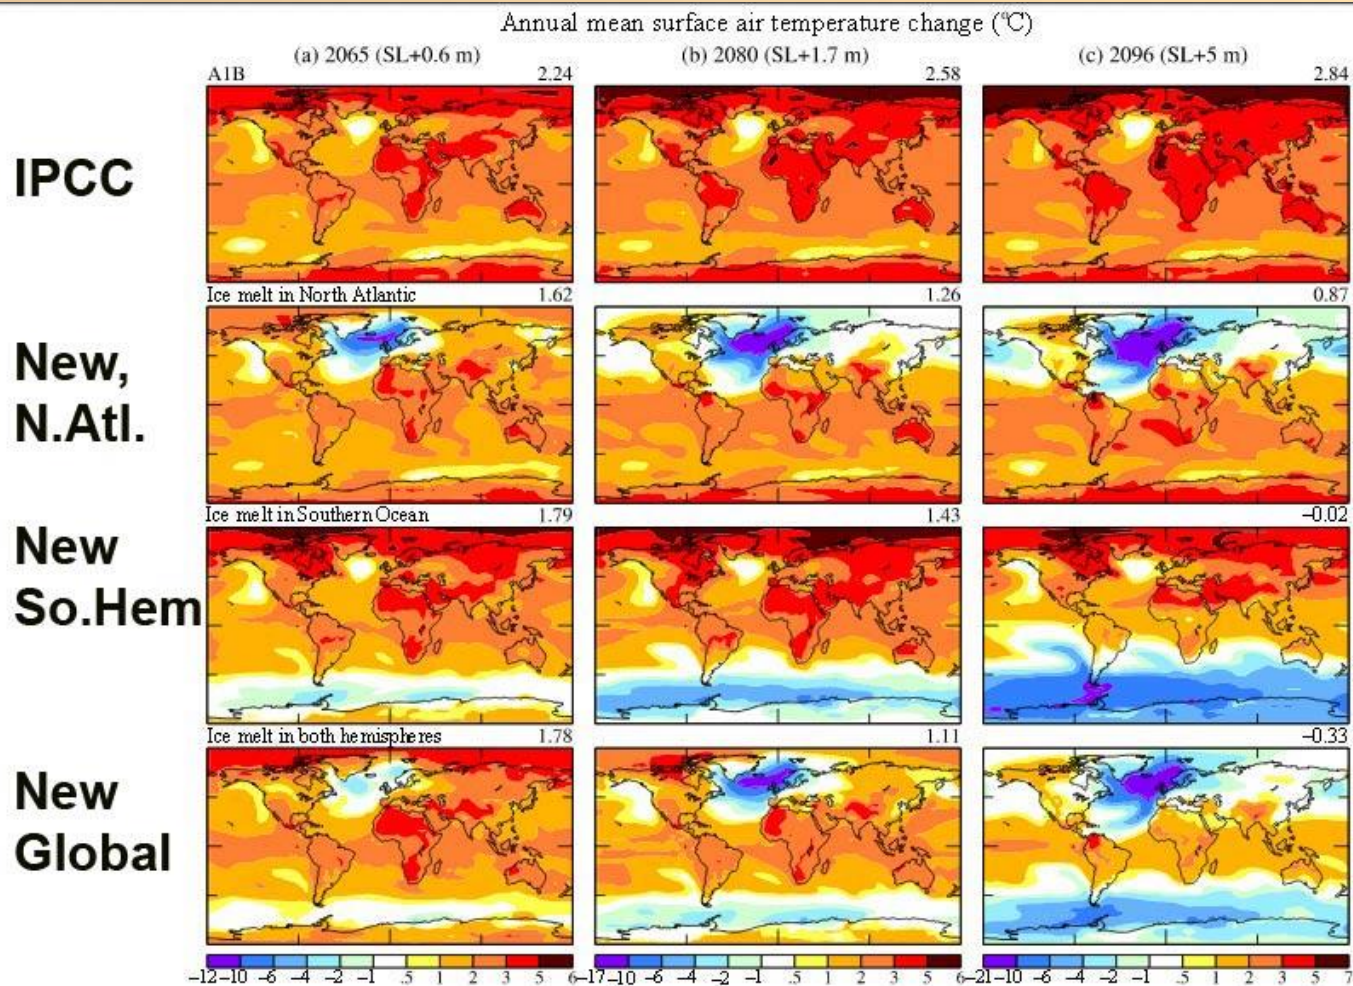 Annual mean surface air temperature change (°C)
(a) 2065 (SL+0.6 m) (b) 2080 (SL+1.7 m) (c) 2096 (SL+5 m)
A1B 2.24 2.58 2.84
IPCC
Ice melt in North Atlantic 1.62 1.26 0.87
New,
N.Atl.
Ice melt in Southern Ocean 1.79 1.43 −0.02
New
So.Hem
Ice melt in both hemispheres 1.78 1.11 −0.33
New
Global
−12 −10 −6 −4 −2 −1 .5 1 2 3 5 6 −17 −10 −6 −4 −2 −1 .5 1 2 3 5 6 −21 −10 −6 −4 −2 −1 .5 1 2 3 5 7